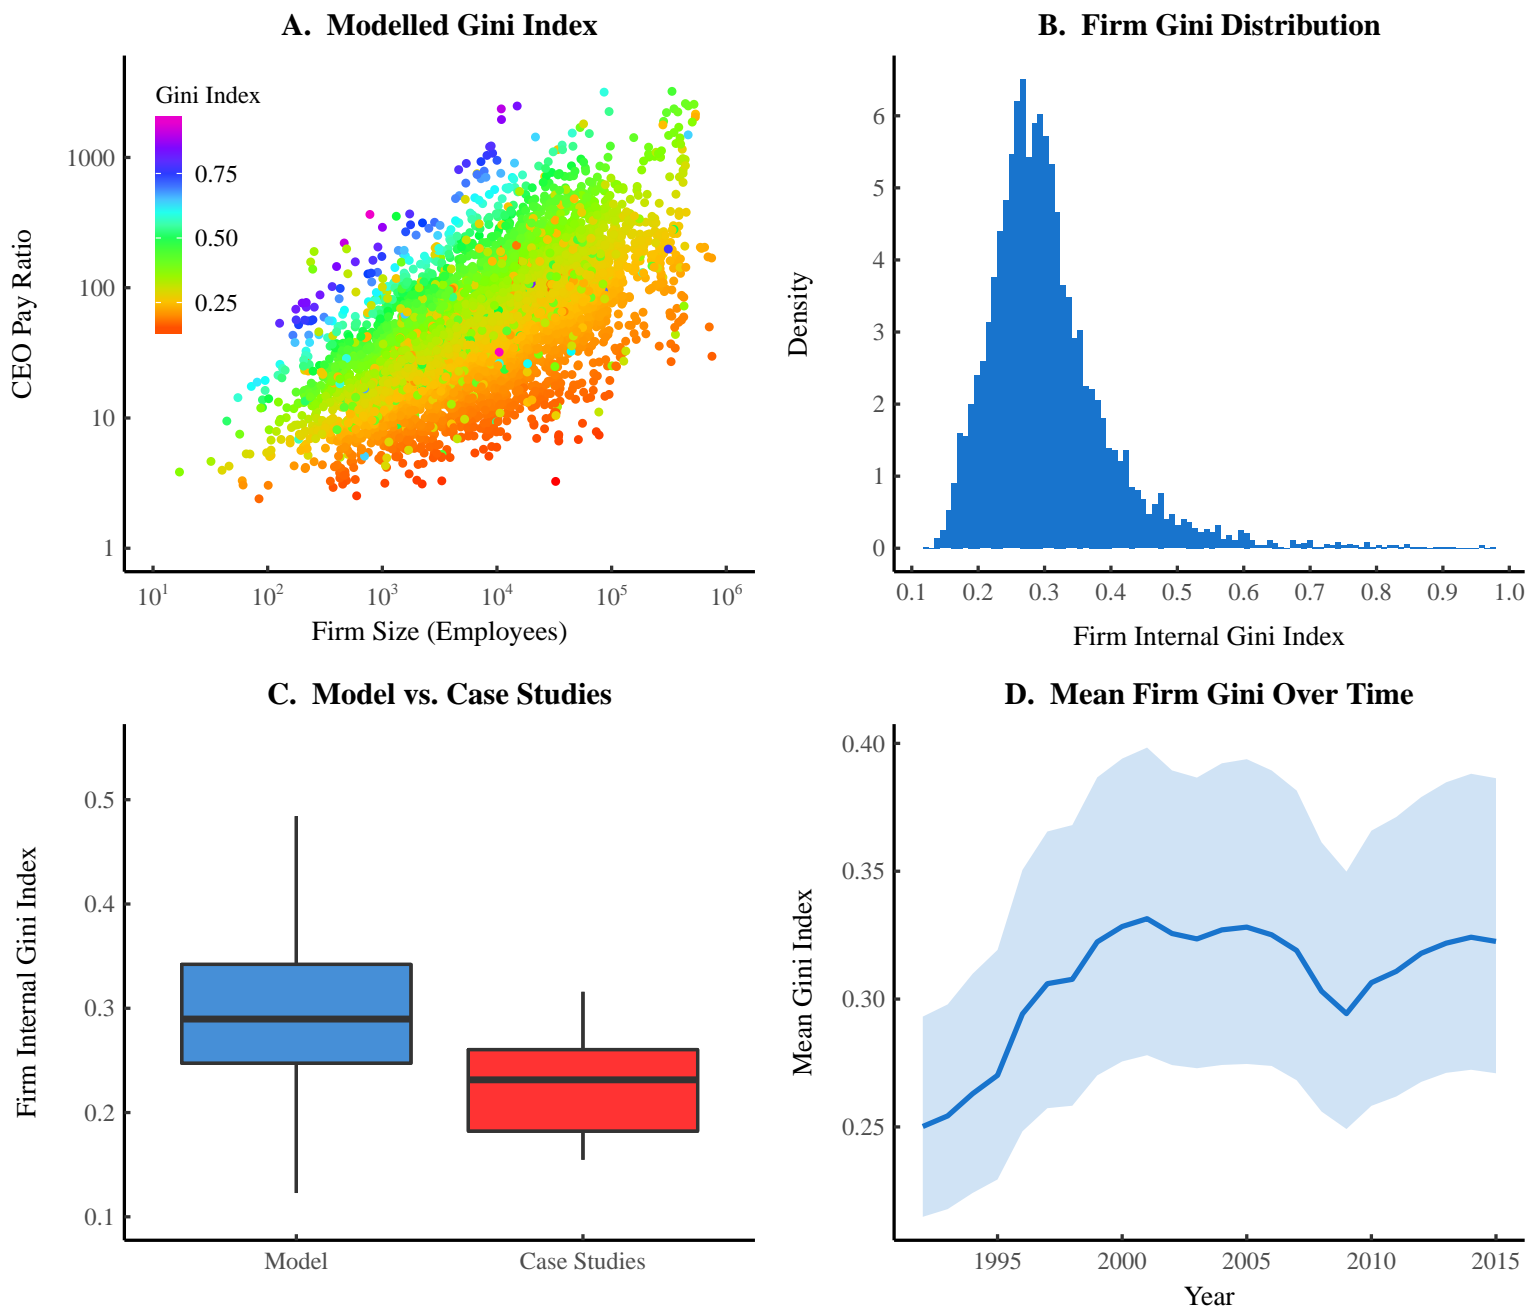 A. Modelled Gini Index
Gini Index
0.75
0.50
0.25
CEO Pay Ratio
1000
100
10
1
10¹ 10² 10³ 10⁴ 10⁵ 10⁶
Firm Size (Employees)
B. Firm Gini Distribution
Density
6
5
4
3
2
1
0
0.1 0.2 0.3 0.4 0.5 0.6 0.7 0.8 0.9 1.0
Firm Internal Gini Index
C. Model vs. Case Studies
Firm Internal Gini Index
0.5
0.4
0.3
0.2
0.1
Model Case Studies
D. Mean Firm Gini Over Time
Mean Gini Index
0.40
0.35
0.30
0.25
1995 2000 2005 2010 2015
Year